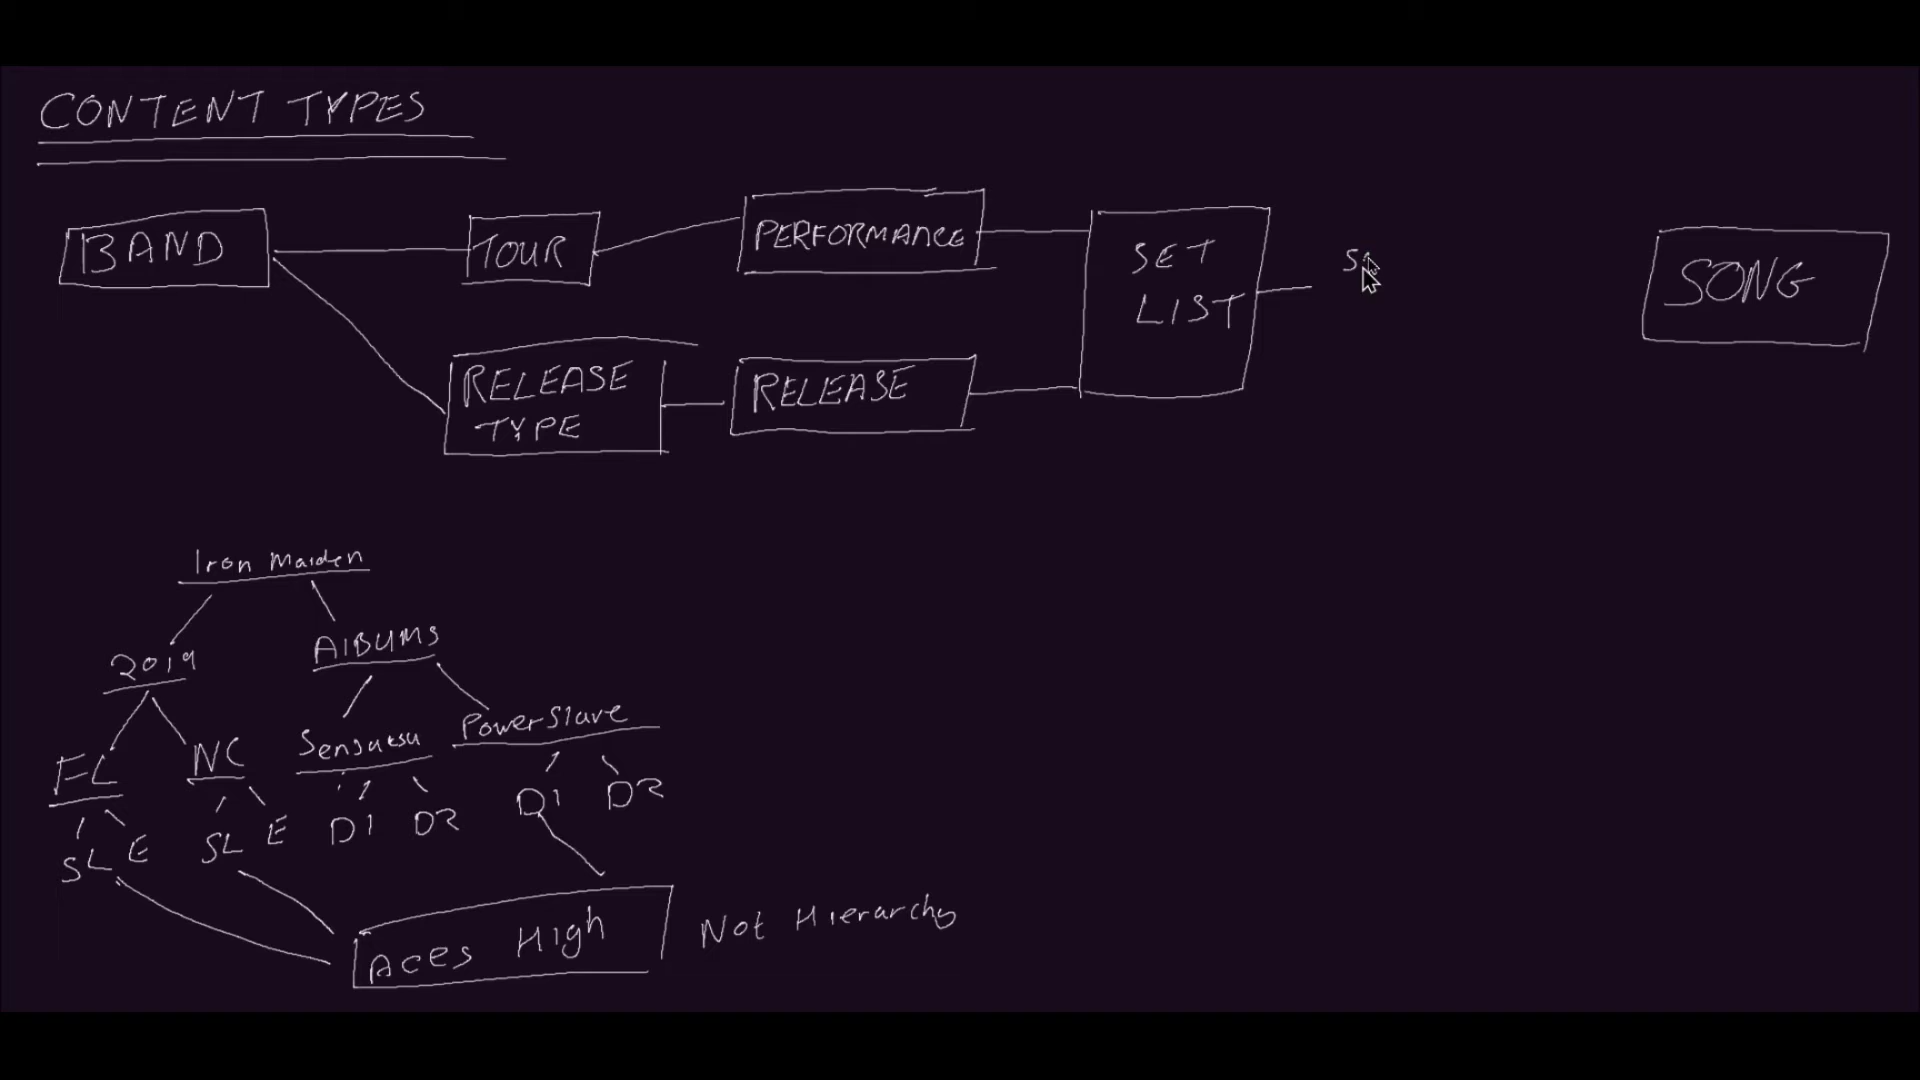 CONTENT TYPES
BAND
TOUR
PERFORMANCE
SET
LIST
S
SONG
RELEASE
TYPE
RELEASE
Iron Maiden
2019
AlBUMS
FL
NC
Senjutsu
PowerSlave
SL E
SL E
D1 D2
D1 D2
Aces High
Not Hierarchy